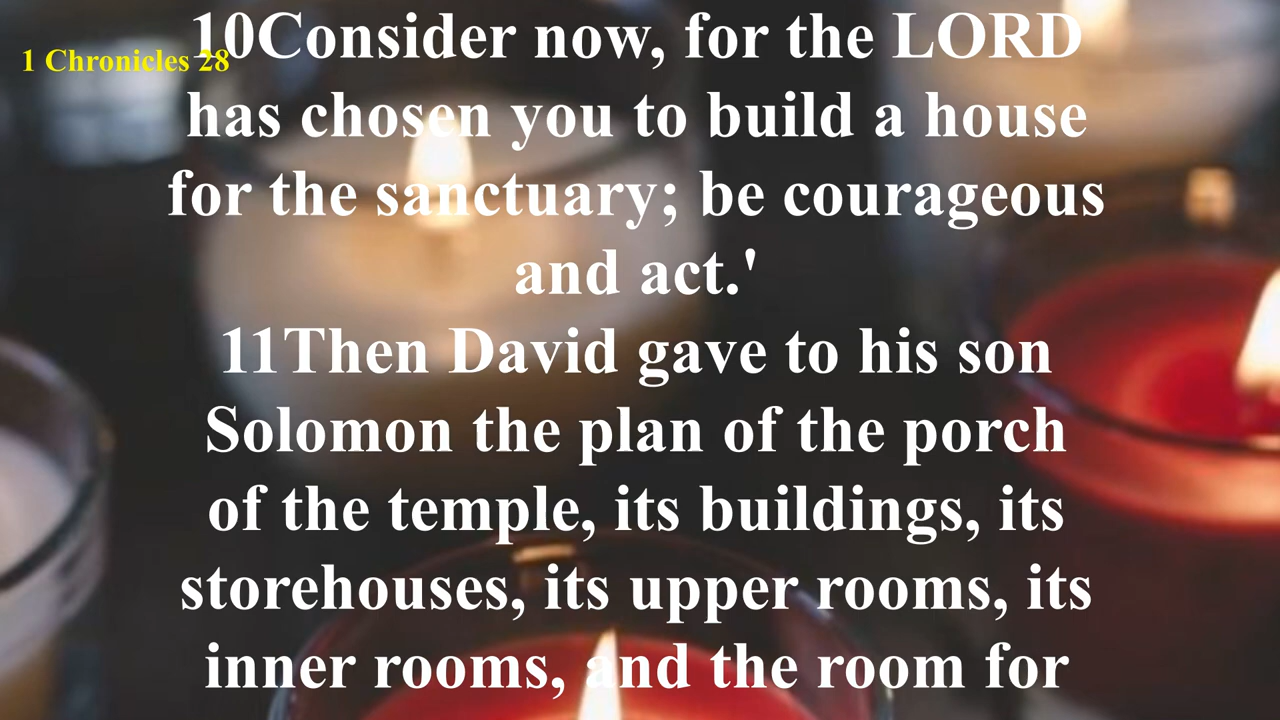 1 Chronicles 28
10Consider now, for the LORD
has chosen you to build a house
for the sanctuary; be courageous
and act.'
11Then David gave to his son
Solomon the plan of the porch
of the temple, its buildings, its
storehouses, its upper rooms, its
inner rooms, and the room for